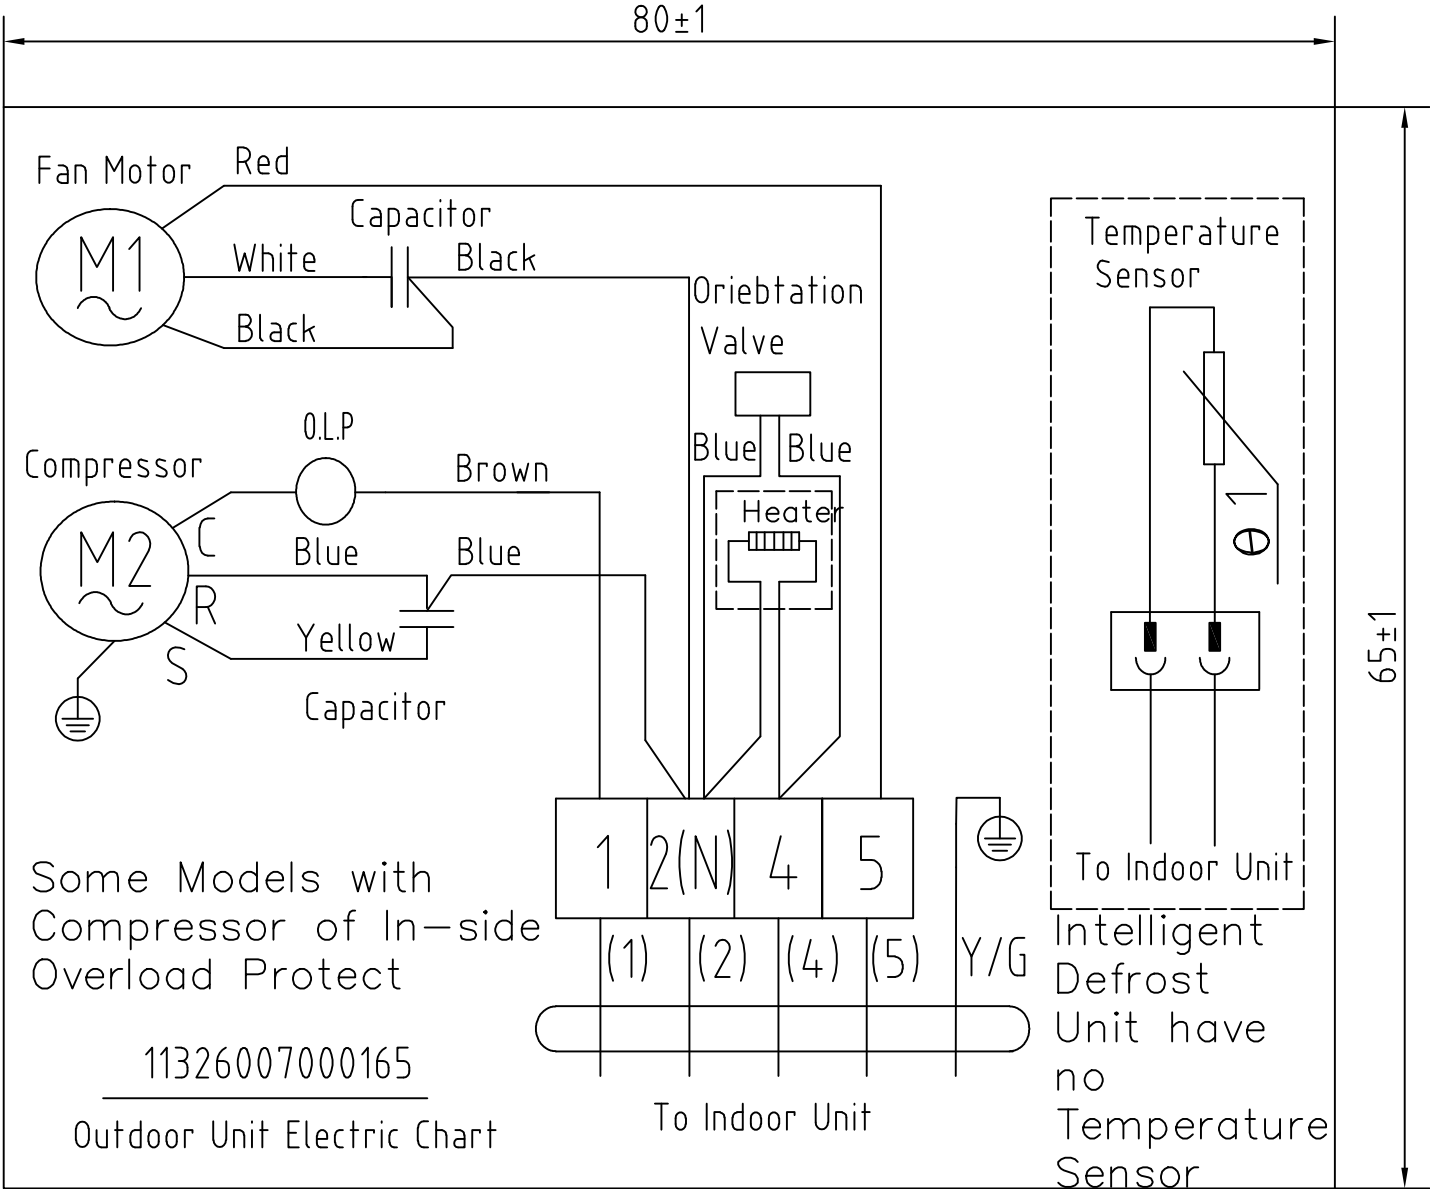 80±1
Fan Motor
Red
M1
White
Capacitor
Black
Black
Oriebtation
Valve
Blue
Blue
Heater
Compressor
O.L.P
Brown
M2
C
R
S
Blue
Blue
Yellow
Capacitor
Temperature
Sensor
θ 1
To Indoor Unit
65±1
1
2(N)
4
5
(1)
(2)
(4)
(5)
Y/G
To Indoor Unit
Some Models with
Compressor of In-side
Overload Protect
11326007000165
Outdoor Unit Electric Chart
Intelligent
Defrost
Unit have
no
Temperature
Sensor